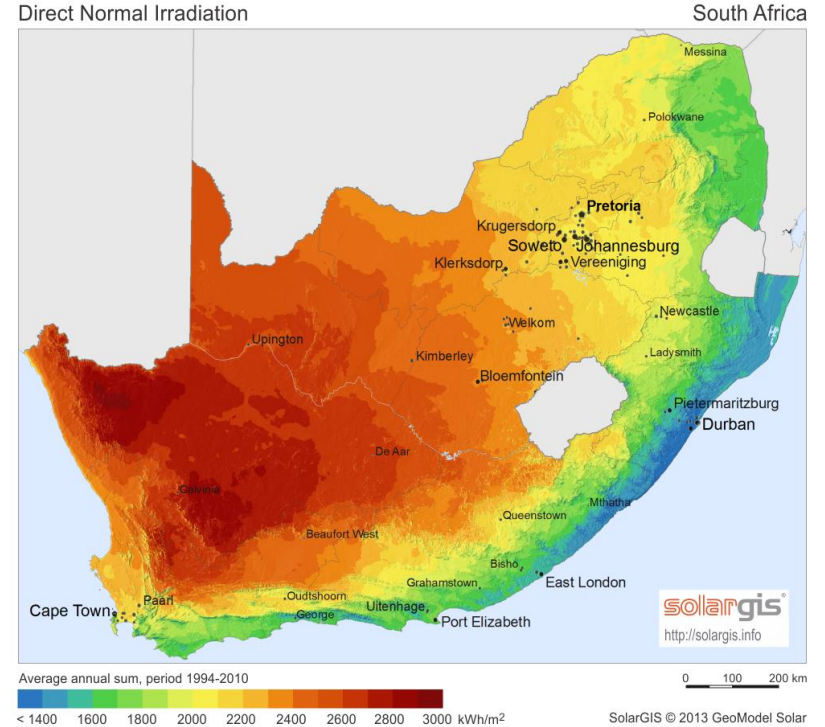 Direct Normal Irradiation
South Africa
Messina
Polokwane
Pretoria
Krugersdorp
Soweto
Johannesburg
Klerksdorp
Vereeniging
Newcastle
Welkom
Upington
Ladysmith
Kimberley
Bloemfontein
Pietermaritzburg
Durban
De Aar
Calvinia
Mthatha
Queenstown
Beaufort West
Bisho
Grahamstown
East London
Oudtshoorn
Paarl
Uitenhage
Cape Town
George
Port Elizabeth
solargis®
http://solargis.info
Average annual sum, period 1994-2010
0 100 200 km
< 1400 1600 1800 2000 2200 2400 2600 2800 3000 kWh/m²
SolarGIS © 2013 GeoModel Solar